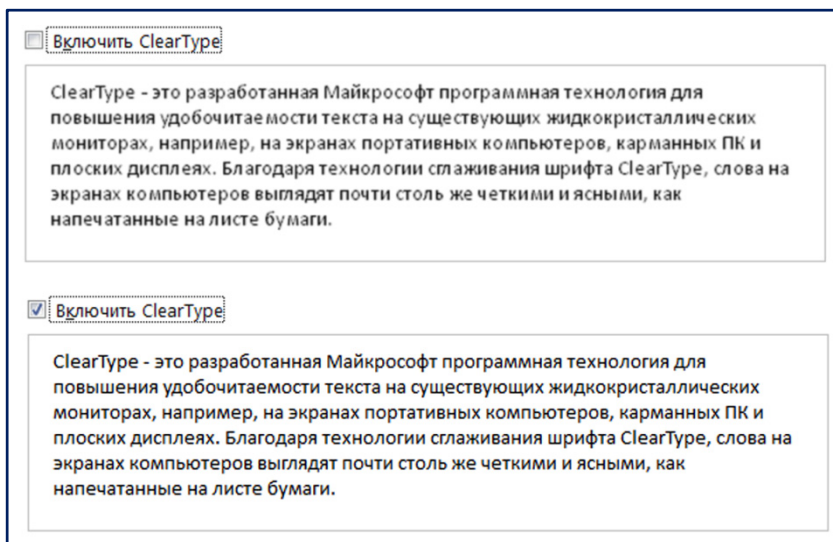 Включить ClearType
ClearType - это разработанная Майкрософт программная технология для
повышения удобочитаемости текста на существующих жидкокристаллических
мониторах, например, на экранах портативных компьютеров, карманных ПК и
плоских дисплеях. Благодаря технологии сглаживания шрифта ClearType, слова на
экранах компьютеров выглядят почти столь же четкими и ясными, как
напечатанные на листе бумаги.
Включить ClearType
ClearType - это разработанная Майкрософт программная технология для
повышения удобочитаемости текста на существующих жидкокристаллических
мониторах, например, на экранах портативных компьютеров, карманных ПК и
плоских дисплеях. Благодаря технологии сглаживания шрифта ClearType, слова на
экранах компьютеров выглядят почти столь же четкими и ясными, как
напечатанные на листе бумаги.